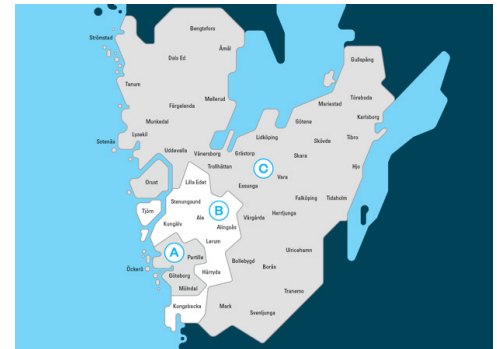 Bengtsfors
Strömstad
Åmål
Dals Ed
Gullspång
Tanum
Mellerud
Töreboda
Mariestad
Färgelanda
Karlsborg
Munkedal
Götene
Lysekil
Lidköping
Tibro
Sotenäs
Skövde
Uddevalla
Vänersborg
Grästorp
Skara
Trollhättan
C
Hjo
Orust
Lilla Edet
Essunga
Vara
Stenungsund
Falköping
Tidaholm
Tjörn
B
Ale
Vårgårda
Herrljunga
Kungälv
Alingsås
Lerum
A
Ulricehamn
Partille
Bollebygd
Öckerö
Härryda
Borås
Göteborg
Mölndal
Tranemo
Kungsbacka
Mark
Svenljunga